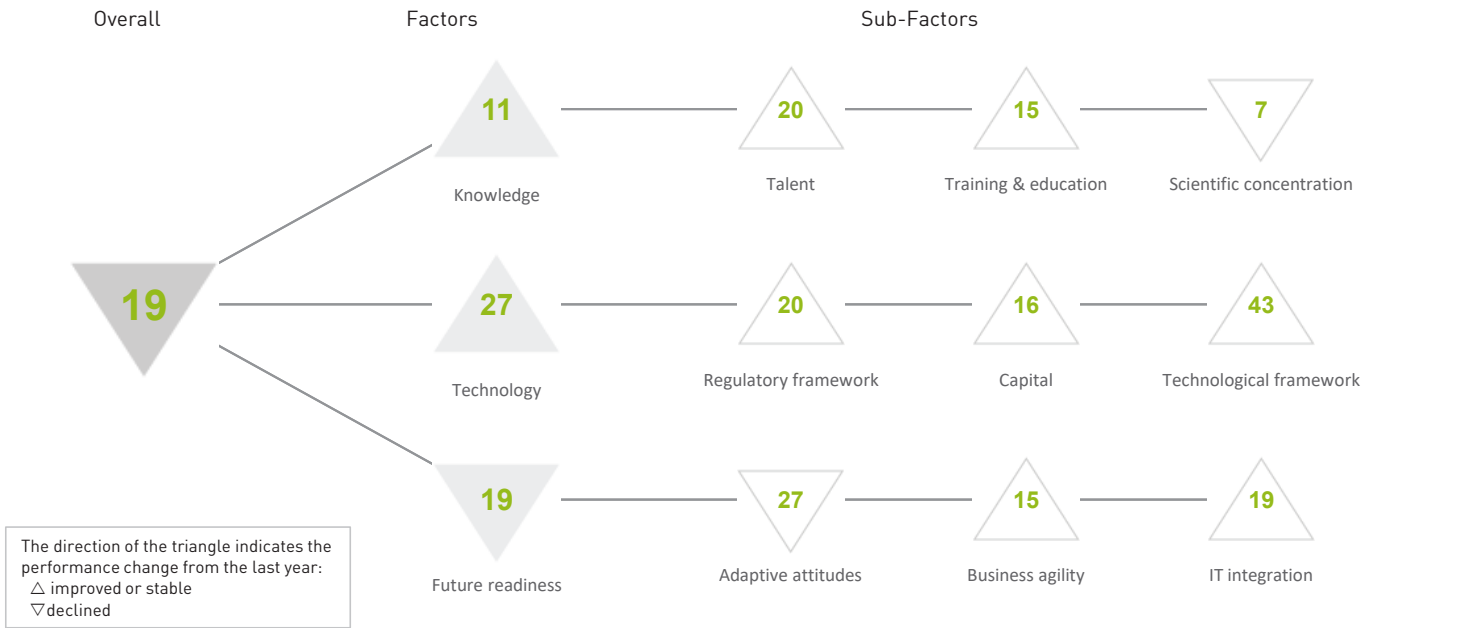 Overall
Factors
Sub-Factors
11
20
15
7
Knowledge
Talent
Training & education
Scientific concentration
19
27
20
16
43
Technology
Regulatory framework
Capital
Technological framework
19
27
15
19
Future readiness
Adaptive attitudes
Business agility
IT integration
The direction of the triangle indicates the
performance change from the last year:
△ improved or stable
▽declined